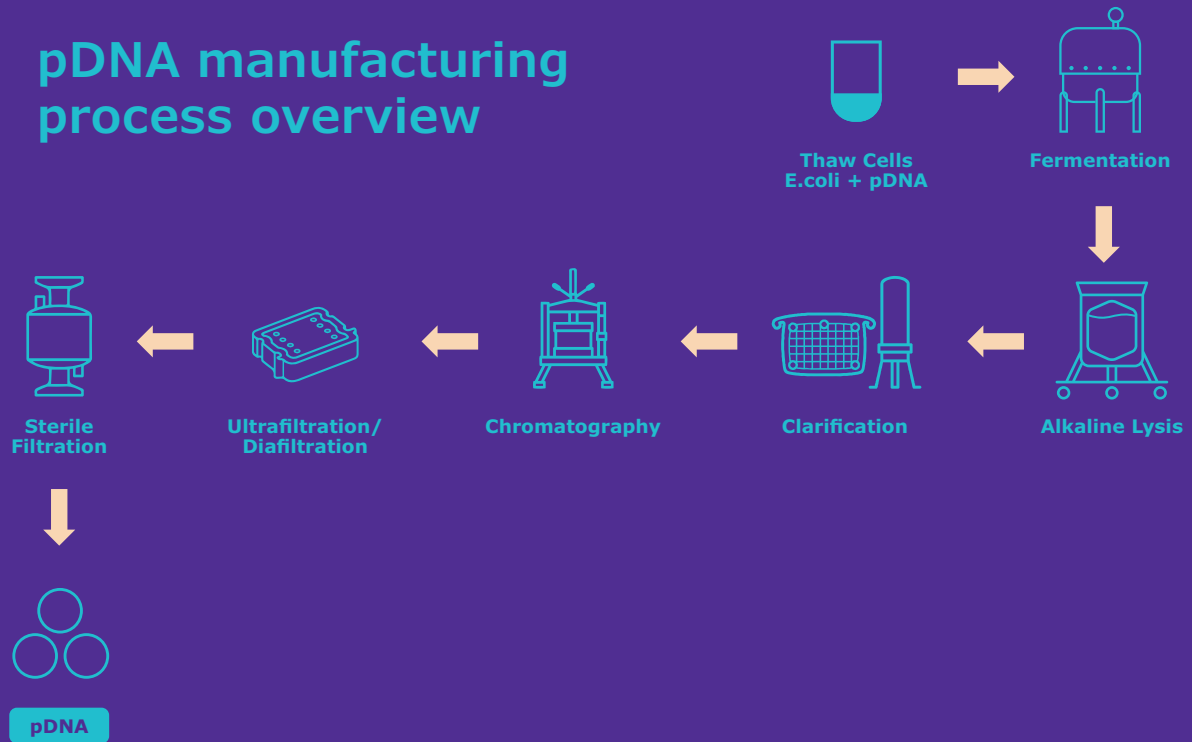 pDNA manufacturing
process overview
Thaw Cells
E.coli + pDNA
Fermentation
Alkaline Lysis
Clarification
Chromatography
Ultrafiltration/
Diafiltration
Sterile
Filtration
pDNA